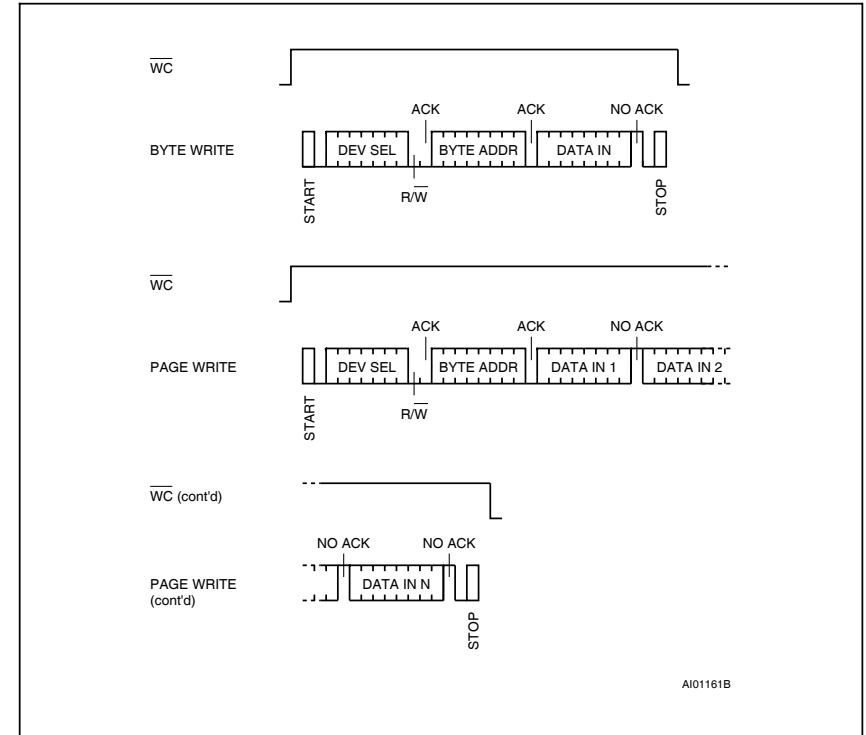 WC
ACK ACK NO ACK
BYTE WRITE DEV SEL BYTE ADDR DATA IN
R/W
START STOP
WC
ACK ACK NO ACK
PAGE WRITE DEV SEL BYTE ADDR DATA IN 1 DATA IN 2
R/W
START
WC (cont'd)
NO ACK NO ACK
PAGE WRITE DATA IN N
(cont'd)
STOP
AI01161B